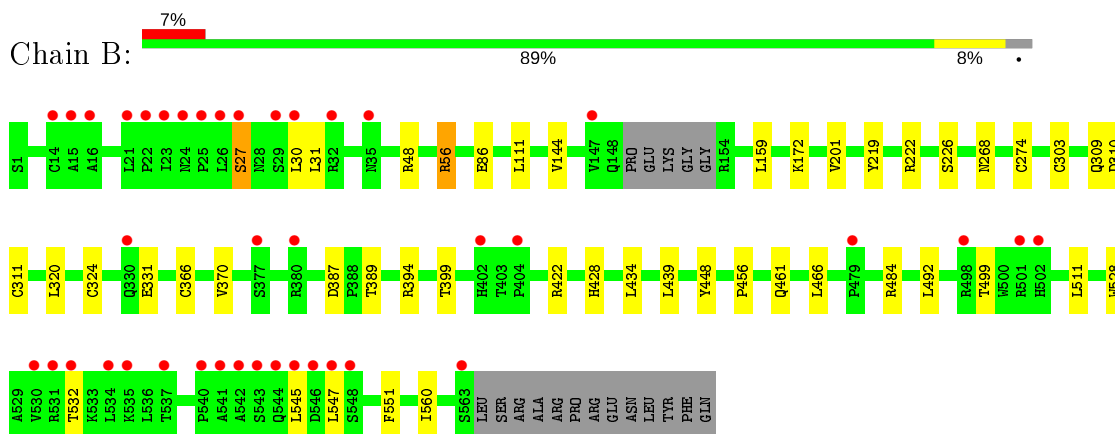 7%
Chain B:
89% 8% •
S1 C14 A15 A16 L21 P22 I23 N24 P25 L26 S27 N28 S29 L30 L31 R32 N35 R48 R56 E86 L111 V144 V147 Q148 PRO GLU LYS GLY GLY R154 L159 K172 V201 Y219 R222 S226 N268 C274 C303 Q309
C311 L320 C324 Q330 E331 C366 V370 S377 R380 D387 P388 T389 R394 T399 H402 T403 P404 R422 H428 L434 L439 Y448 P456 Q461 L466 P479 R484 L492 R498 T499 W500 R501 H502 L511 W528
A529 V530 R531 T532 K533 L534 K535 L536 T537 P540 A541 A542 S543 Q544 L545 D546 L547 S548 F551 I560 S563 LEU SER ARG ALA ARG PRO ARG GLU ASN LEU TYR PHE GLN